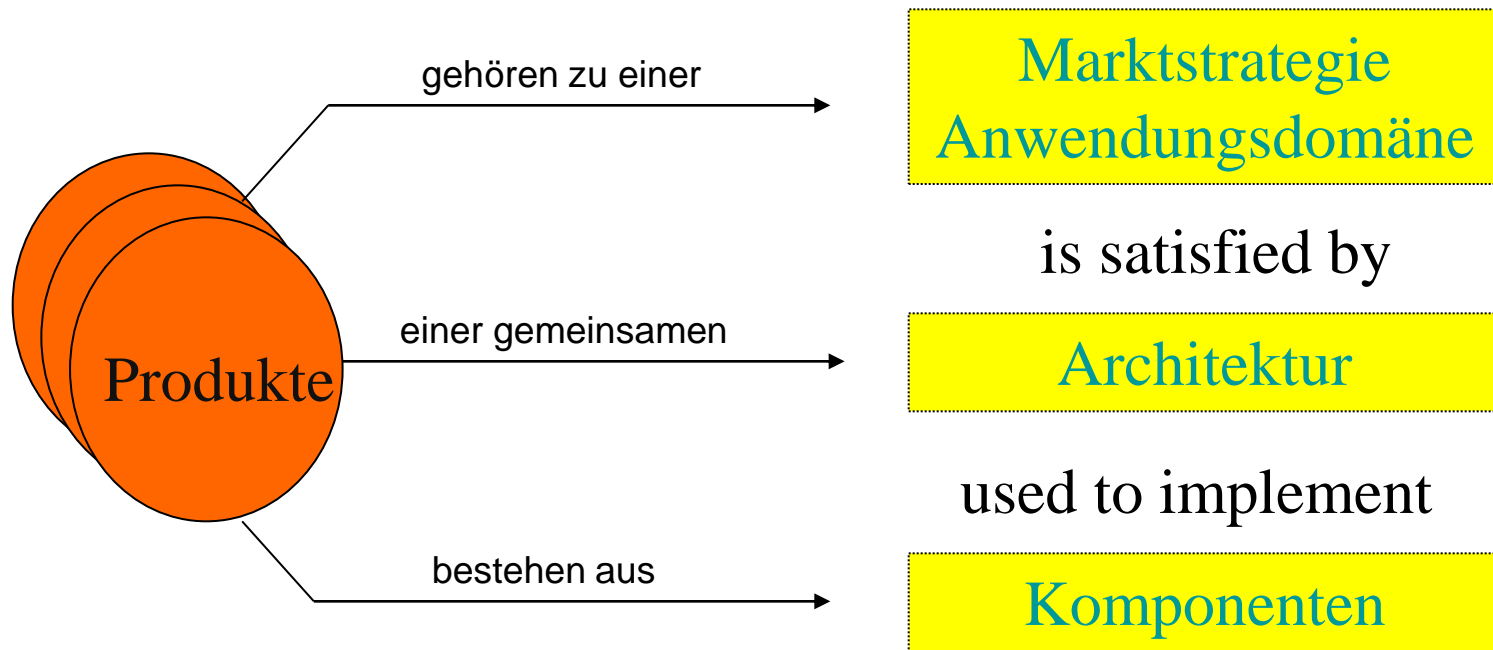 gehören zu einer
Marktstrategie
Anwendungsdomäne
is satisfied by
einer gemeinsamen
Architektur
Produkte
used to implement
bestehen aus
Komponenten